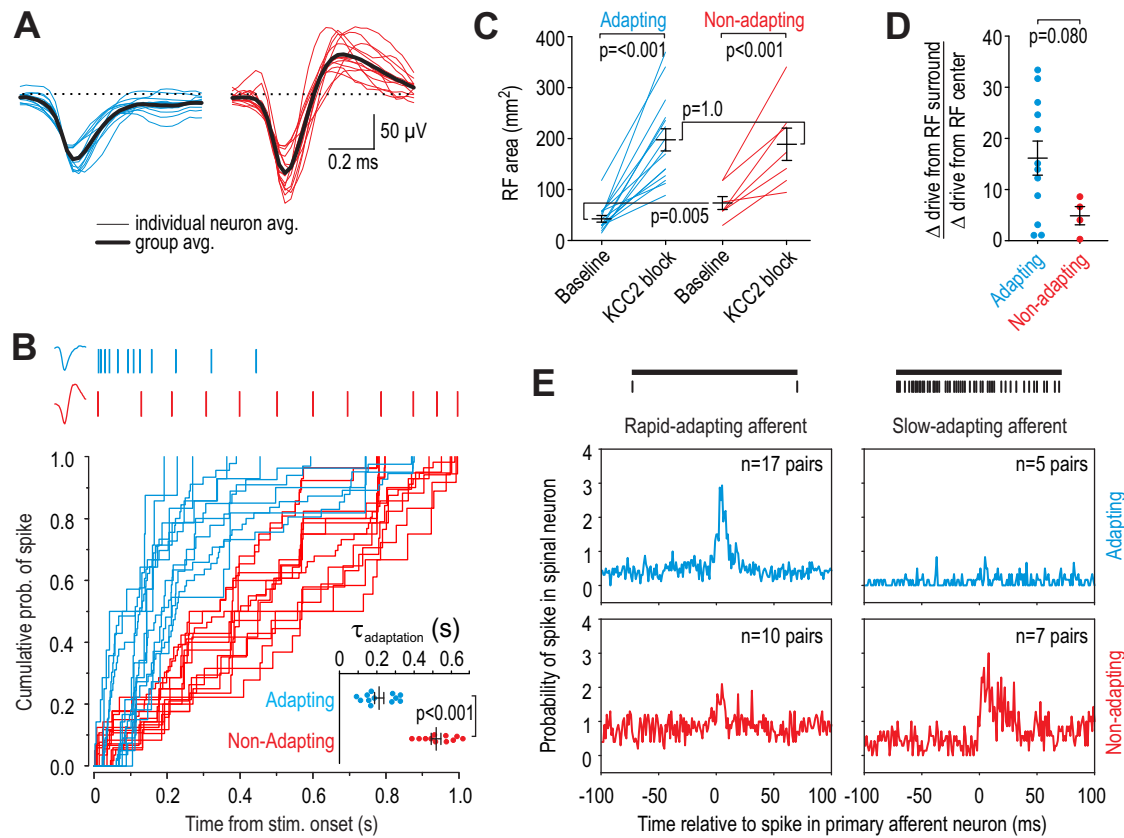 A
50 µV
0.2 ms
individual neuron avg.
group avg.
B
Cumulative prob. of spike
1.0
0.8
0.6
0.4
0.2
0.0
0 0.2 0.4 0.6 0.8 1.0
Time from stim. onset (s)
τadaptation (s)
0 0.2 0.4 0.6
Adapting
p<0.001
Non-Adapting
C
Adapting Non-adapting
p=<0.001 p<0.001
RF area (mm²)
400
300
200
100
0
p=1.0
p=0.005
Baseline
KCC2 block
Baseline
KCC2 block
D
p=0.080
Δ drive from RF surround
Δ drive from RF center
40
30
20
10
0
Adapting
Non-adapting
E
Rapid-adapting afferent Slow-adapting afferent
Probability of spike in spinal neuron
4
3
2
1
0
n=17 pairs
n=5 pairs
Adapting
4
3
2
1
0
n=10 pairs
n=7 pairs
Non-adapting
-100 -50 0 50 100
-100 -50 0 50 100
Time relative to spike in primary afferent neuron (ms)